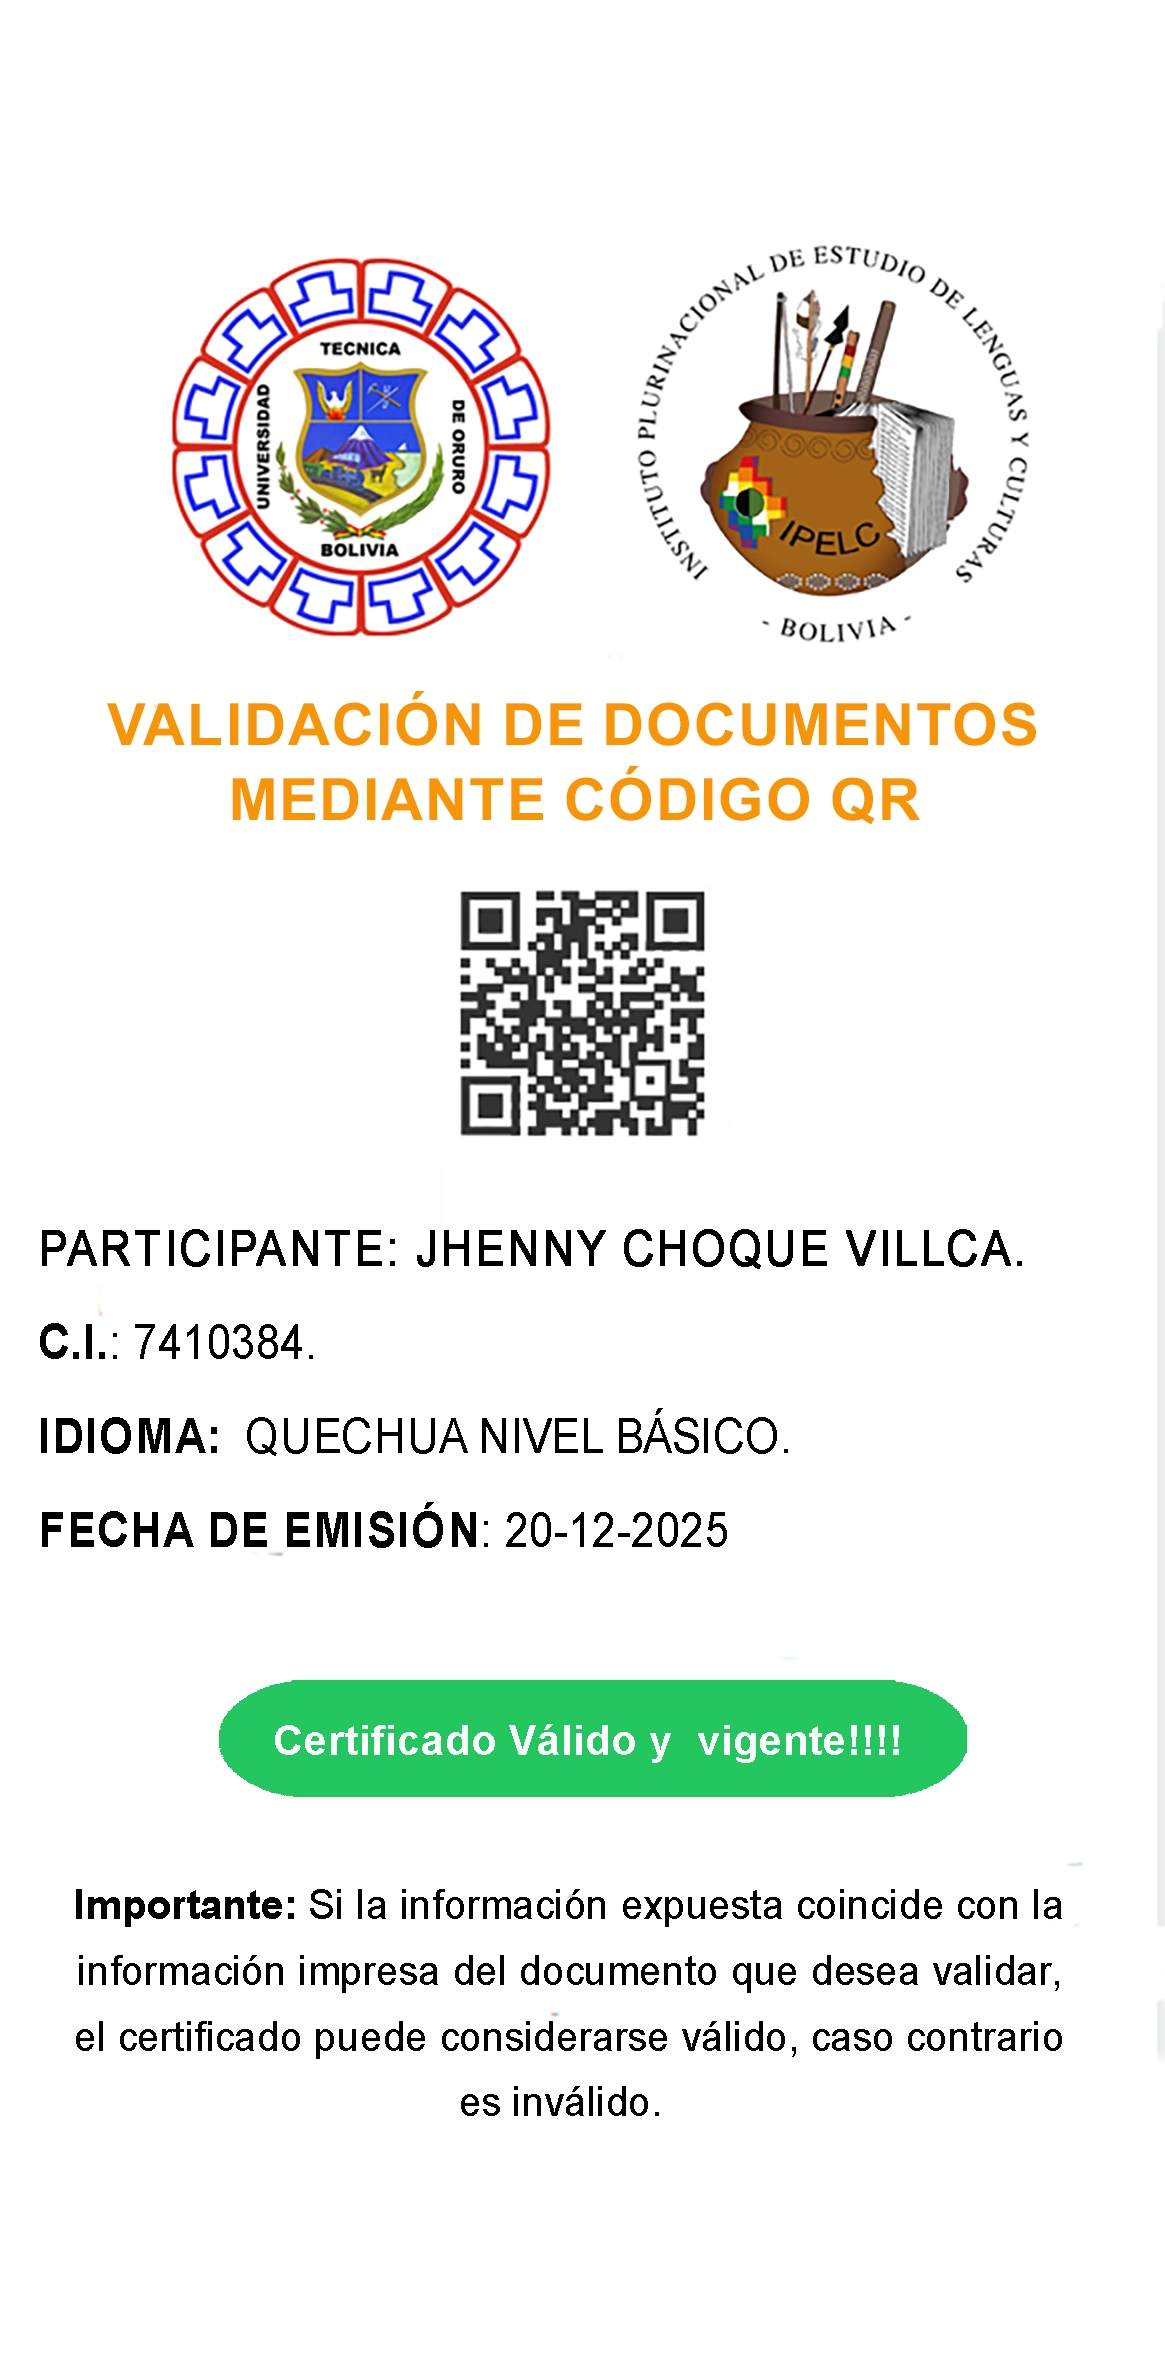 TECNICA
UNIVERSIDAD
DE ORURO
BOLIVIA
INSTITUTO PLURINACIONAL DE ESTUDIO DE LENGUAS Y CULTURAS
IPELC
- BOLIVIA -
VALIDACIÓN DE DOCUMENTOS
MEDIANTE CÓDIGO QR
PARTICIPANTE: JHENNY CHOQUE VILLCA.
C.I.: 7410384.
IDIOMA: QUECHUA NIVEL BÁSICO.
FECHA DE EMISIÓN: 20-12-2025
Certificado Válido y vigente!!!!
Importante: Si la información expuesta coincide con la
información impresa del documento que desea validar,
el certificado puede considerarse válido, caso contrario
es inválido.